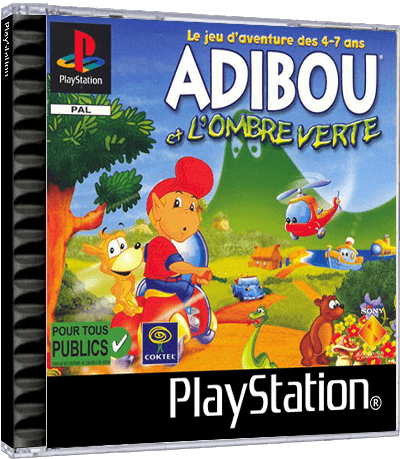 PlayStation
PlayStation
PAL
Le jeu d'aventure des 4-7 ans
ADIBOU
et L'OMBRE VERTE
POUR TOUS
PUBLICS
COKTEL
SONY
PlayStation®